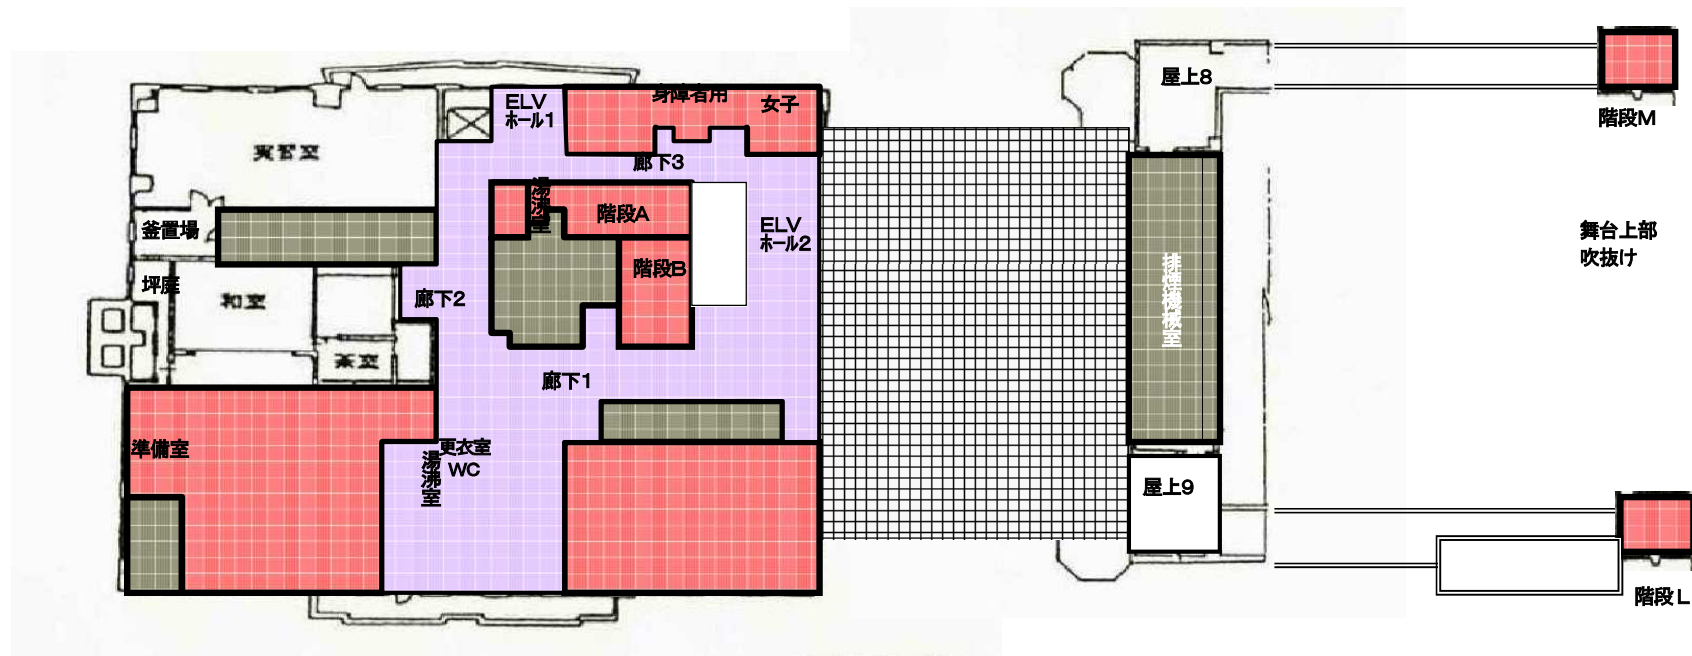 屋上8
ELV
ホール1
身障者用
女子
階段M
実習室
廊下3
湯沸室
階段A
釜置場
ELV
ホール2
舞台上部
吹抜け
階段B
坪庭
和室
廊下2
茶室
廊下1
準備室
更衣室
WC
湯沸室
屋上9
階段L